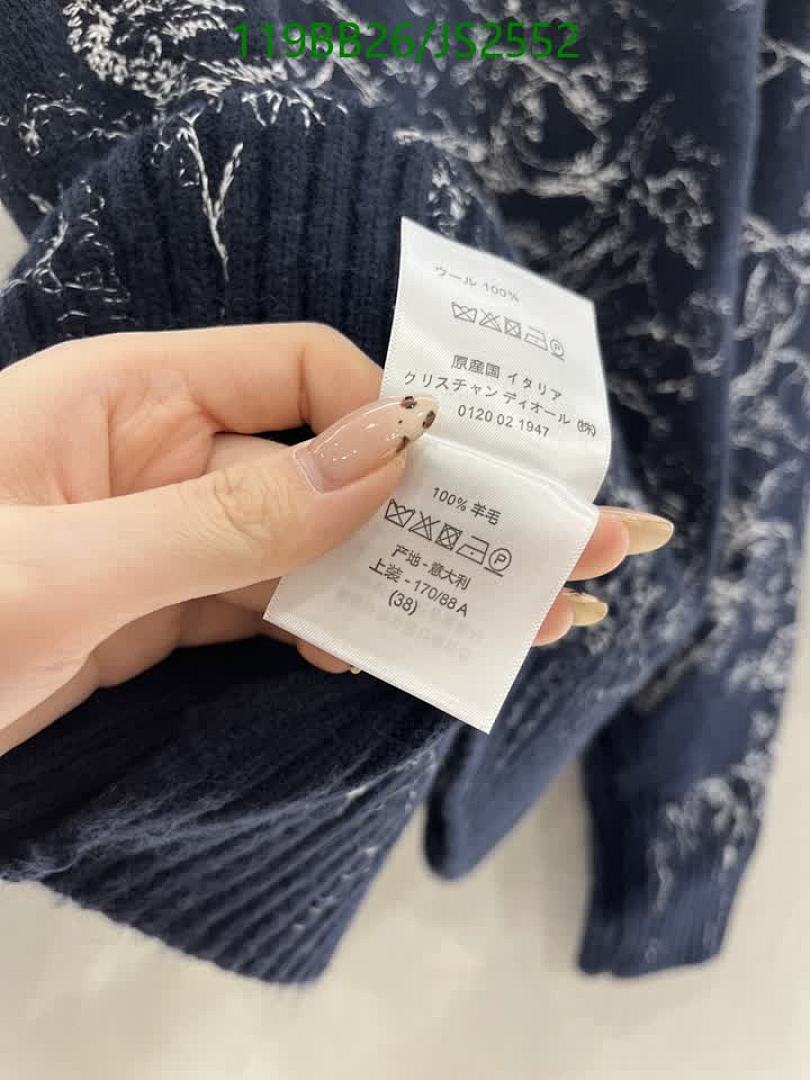 119BB26/JS2552
ウール 100%
P
原産国 イタリア
クリスチャン ディオール ㈱
0120 02 1947
100% 羊毛
P
产地 - 意大利
上装 - 170/88 A
(38)